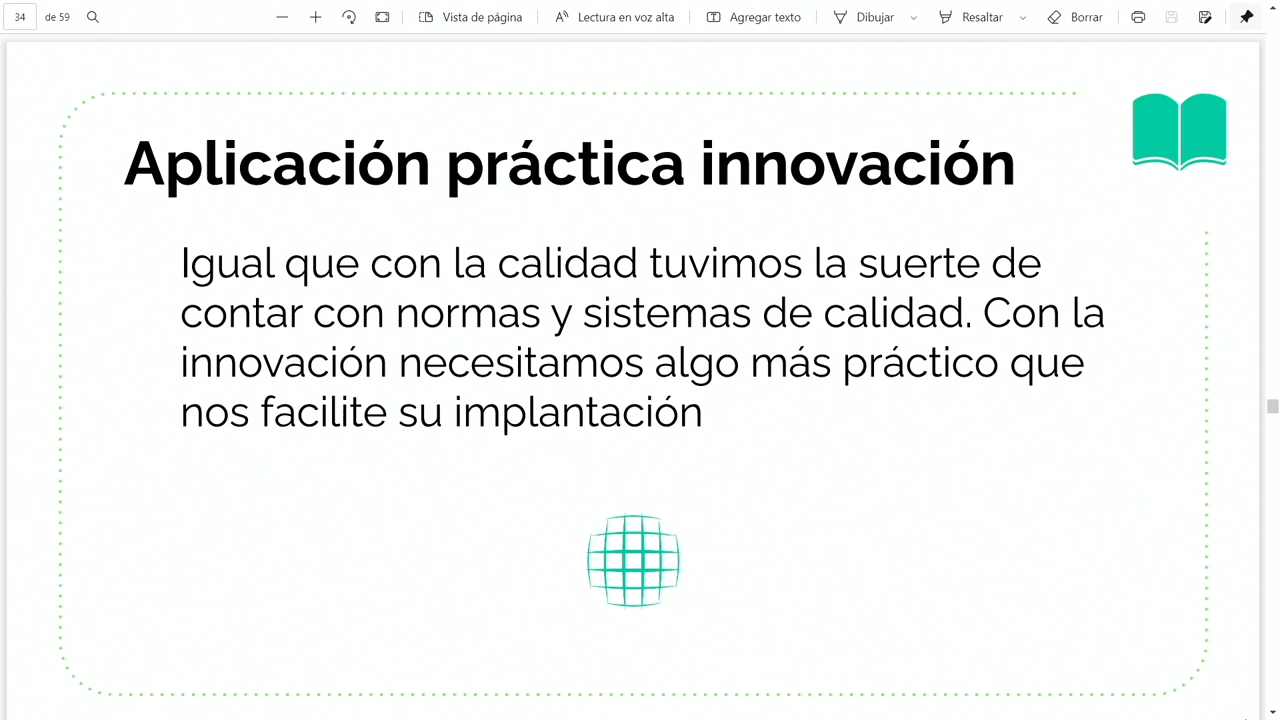 34 de 59 Vista de página Lectura en voz alta Agregar texto Dibujar Resaltar Borrar
Aplicación práctica innovación
Igual que con la calidad tuvimos la suerte de
contar con normas y sistemas de calidad. Con la
innovación necesitamos algo más práctico que
nos facilite su implantación